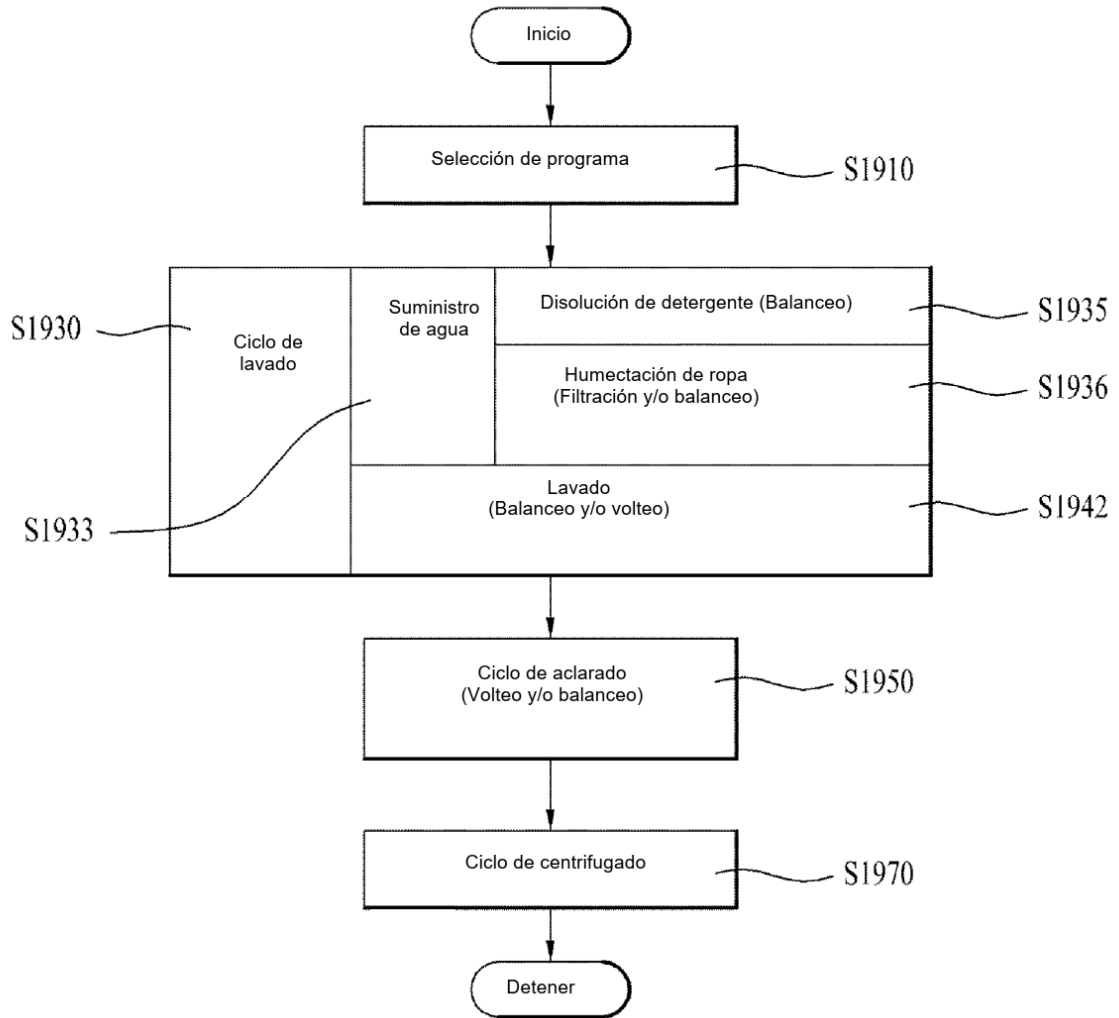 Inicio
Selección de programa
S1910
S1930
Ciclo de
lavado
Suministro
de agua
Disolución de detergente (Balanceo)
S1935
Humectación de ropa
(Filtración y/o balanceo)
S1936
S1933
Lavado
(Balanceo y/o volteo)
S1942
Ciclo de aclarado
(Volteo y/o balanceo)
S1950
Ciclo de centrifugado
S1970
Detener